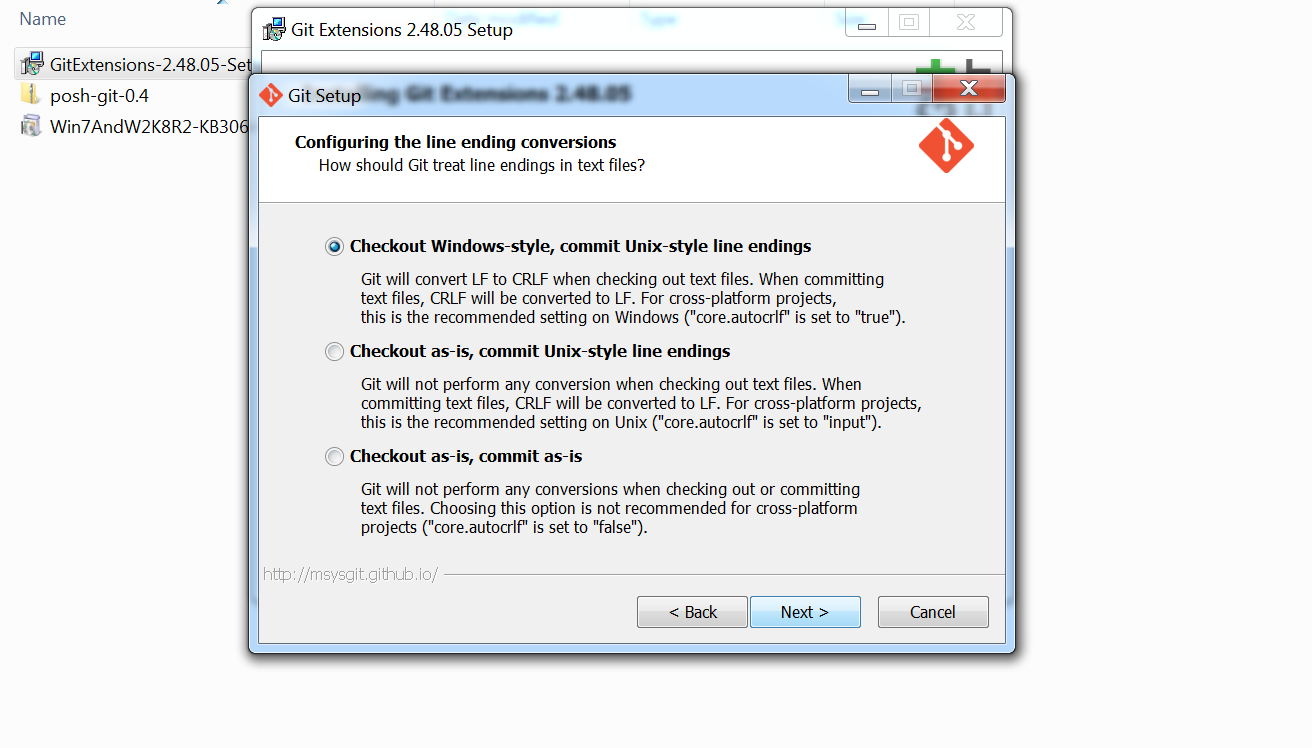 Name
Git Extensions 2.48.05 Setup
GitExtensions-2.48.05-Set
posh-git-0.4
Win7AndW2K8R2-KB306
Git Setup
Git Extensions 2.48.05
Configuring the line ending conversions
How should Git treat line endings in text files?
Checkout Windows-style, commit Unix-style line endings
Git will convert LF to CRLF when checking out text files. When committing
text files, CRLF will be converted to LF. For cross-platform projects,
this is the recommended setting on Windows ("core.autocrlf" is set to "true").
Checkout as-is, commit Unix-style line endings
Git will not perform any conversion when checking out text files. When
committing text files, CRLF will be converted to LF. For cross-platform projects,
this is the recommended setting on Unix ("core.autocrlf" is set to "input").
Checkout as-is, commit as-is
Git will not perform any conversions when checking out or committing
text files. Choosing this option is not recommended for cross-platform
projects ("core.autocrlf" is set to "false").
http://msysgit.github.io/
< Back
Next >
Cancel